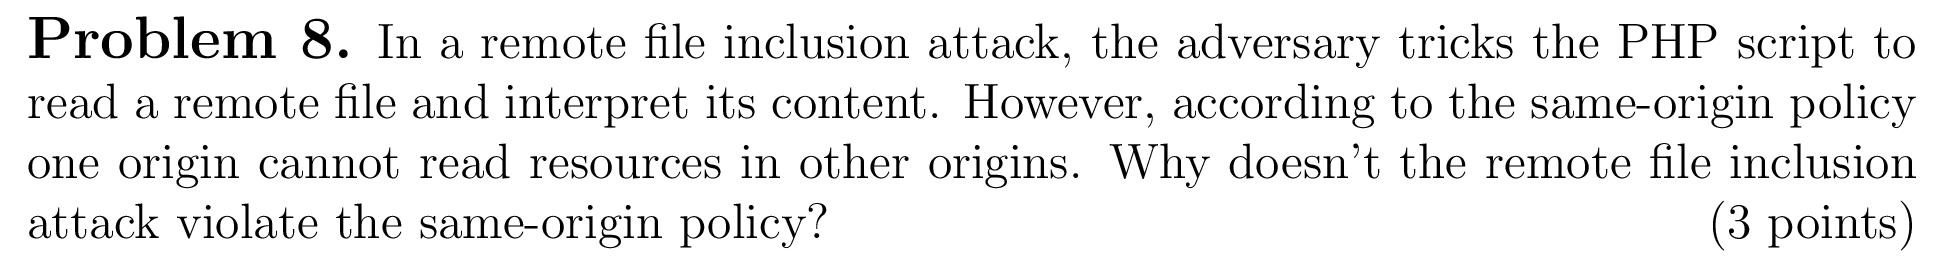 Problem 8. In a remote file inclusion attack, the adversary tricks the PHP script to
read a remote file and interpret its content. However, according to the same-origin policy
one origin cannot read resources in other origins. Why doesn't the remote file inclusion
attack violate the same-origin policy? (3 points)